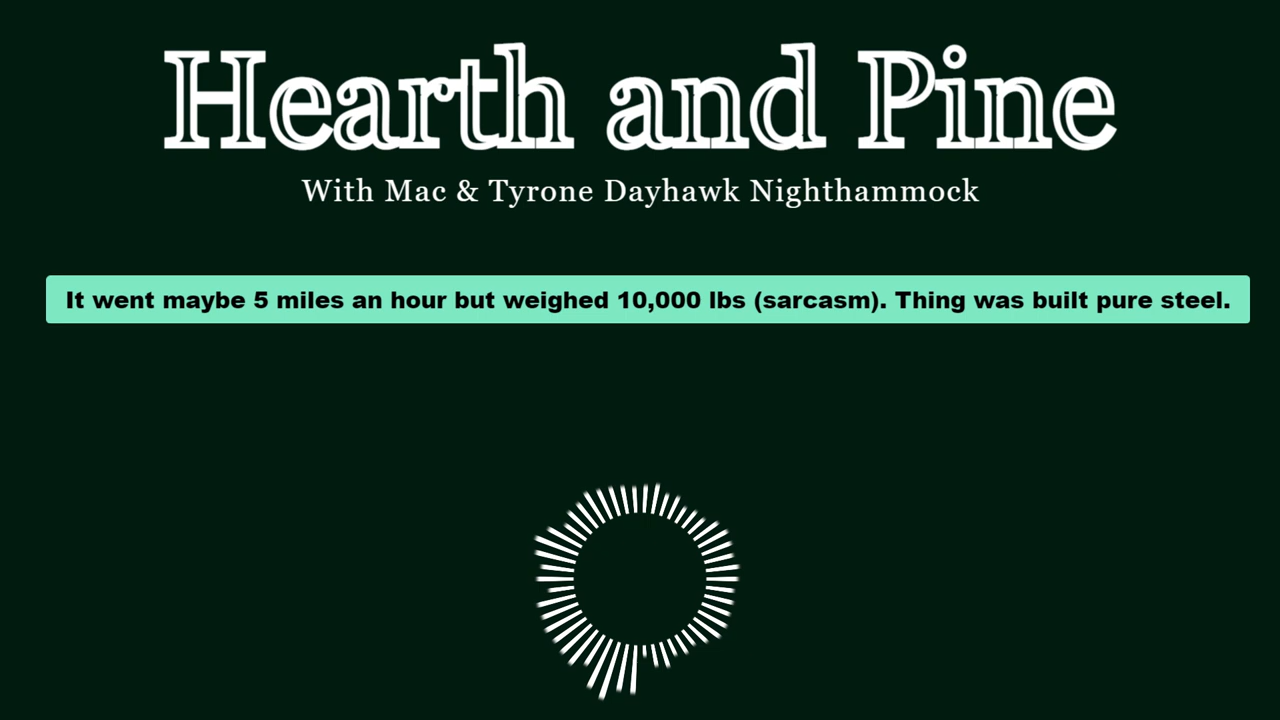 Hearth and Pine
With Mac & Tyrone Dayhawk Nighthammock
It went maybe 5 miles an hour but weighed 10,000 lbs (sarcasm). Thing was built pure steel.